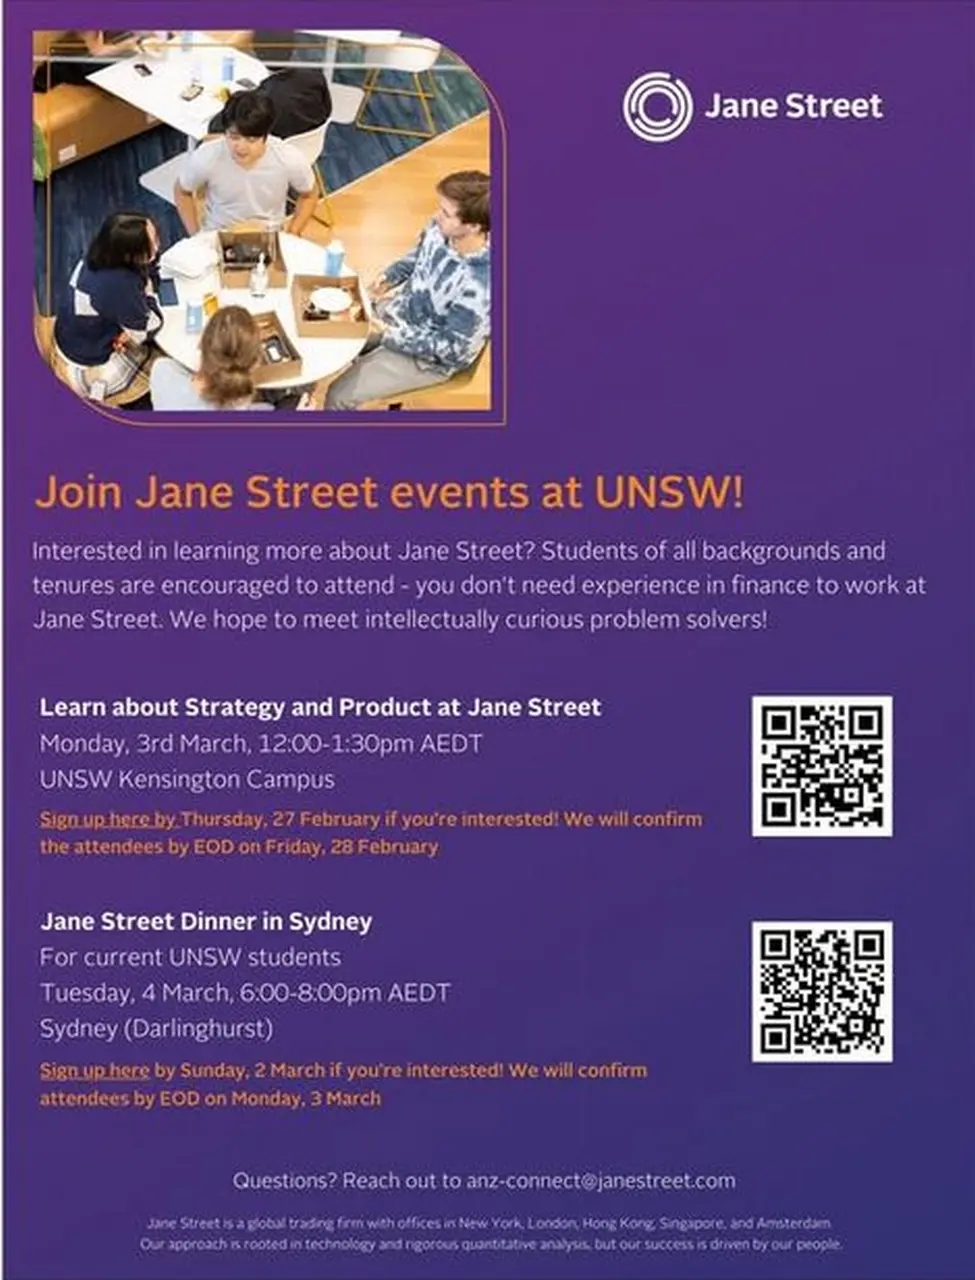 Jane Street
Join Jane Street events at UNSW!
Interested in learning more about Jane Street? Students of all backgrounds and
tenures are encouraged to attend - you don't need experience in finance to work at
Jane Street. We hope to meet intellectually curious problem solvers!
Learn about Strategy and Product at Jane Street
Monday, 3rd March, 12:00-1:30pm AEDT
UNSW Kensington Campus
Sign up here by Thursday, 27 February if you're interested! We will confirm
the attendees by EOD on Friday, 28 February
Jane Street Dinner in Sydney
For current UNSW students
Tuesday, 4 March, 6:00-8:00pm AEDT
Sydney (Darlinghurst)
Sign up here by Sunday, 2 March if you're interested! We will confirm
attendees by EOD on Monday, 3 March
Questions? Reach out to anz-connect@janestreet.com
Jane Street is a global trading firm with offices in New York, London, Hong Kong, Singapore, and Amsterdam.
Our approach is rooted in technology and rigorous quantitative analysis, but our success is driven by our people.